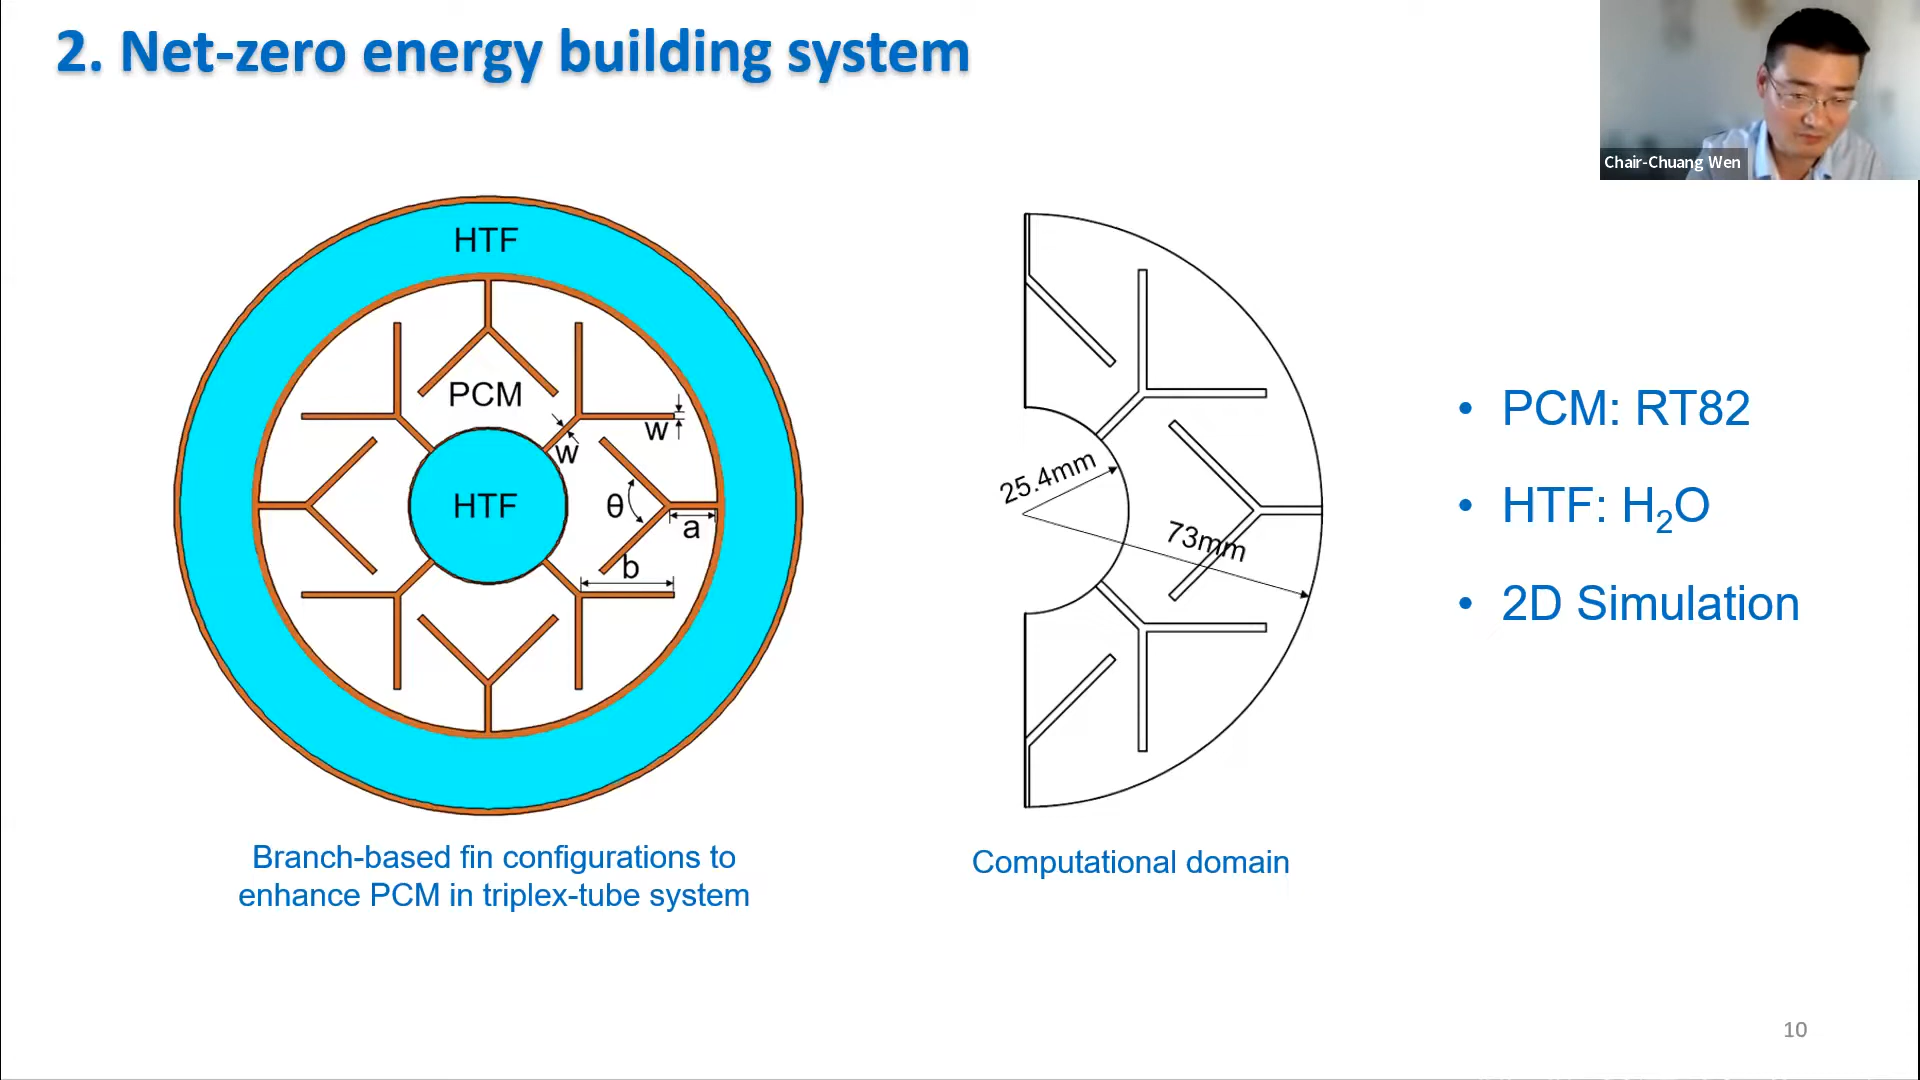 2. Net-zero energy building system
Chair-Chuang Wen
HTF
PCM
w
w
HTF
θ
a
b
25.4mm
73mm
• PCM: RT82
• HTF: H₂O
• 2D Simulation
Branch-based fin configurations to
enhance PCM in triplex-tube system
Computational domain
10